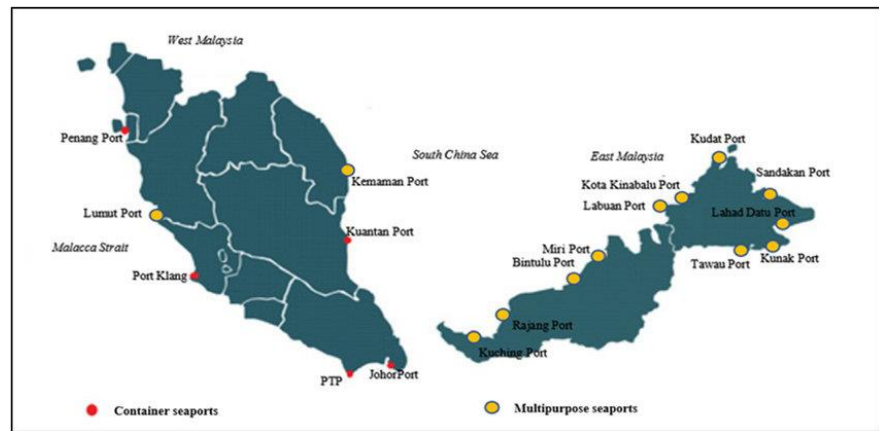 West Malaysia
Penang Port
South China Sea
East Malaysia
Kudat Port
Kemaman Port
Sandakan Port
Kota Kinabalu Port
Labuan Port
Lumut Port
Lahad Datu Port
Kuantan Port
Malacca Strait
Miri Port
Bintulu Port
Tawau Port
Kunak Port
Port Klang
Rajang Port
Kuching Port
PTP
JohorPort
Container seaports
Multipurpose seaports